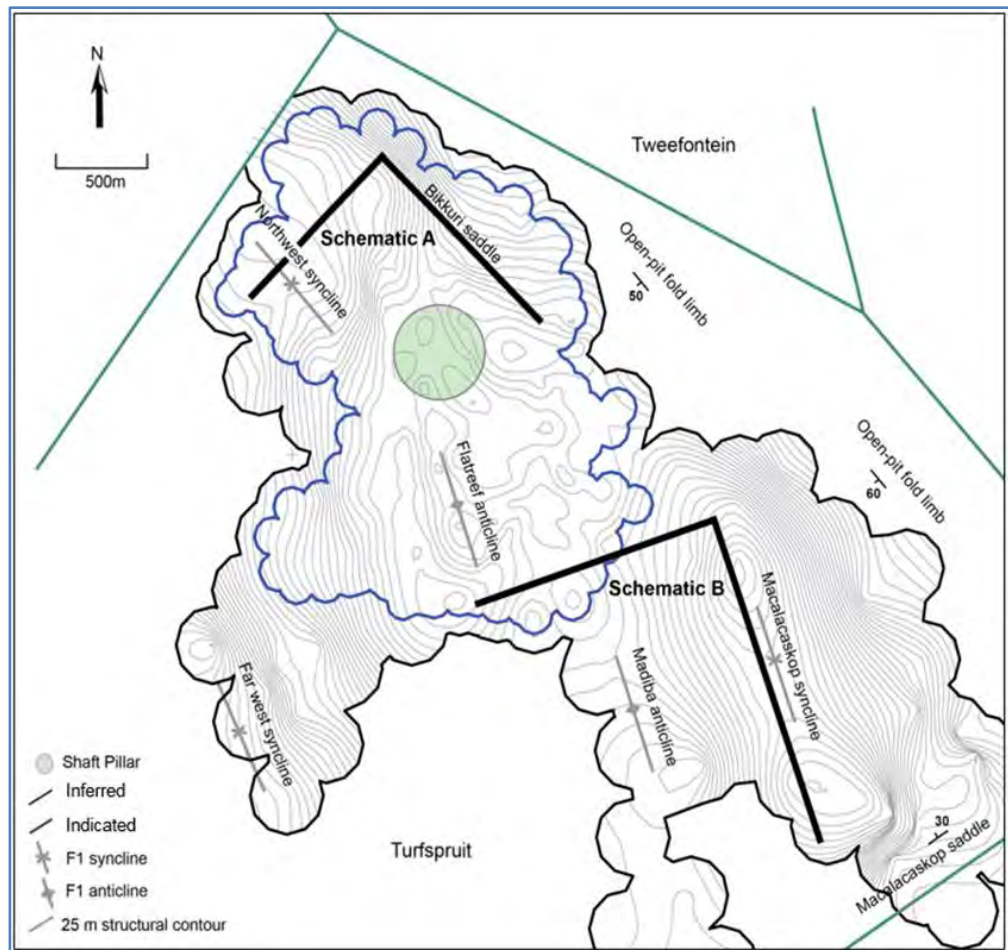 N
500m
Tweefontein
Northwest syncline
Schematic A
Bikkuri saddle
Open-pit fold limb
50
Flatreef anticline
Open-pit fold limb
60
Schematic B
Macalacaskop syncline
Madiba anticline
Far west syncline
Turfspruit
30
Macalacaskop saddle
Shaft Pillar
Inferred
Indicated
F1 syncline
F1 anticline
25 m structural contour